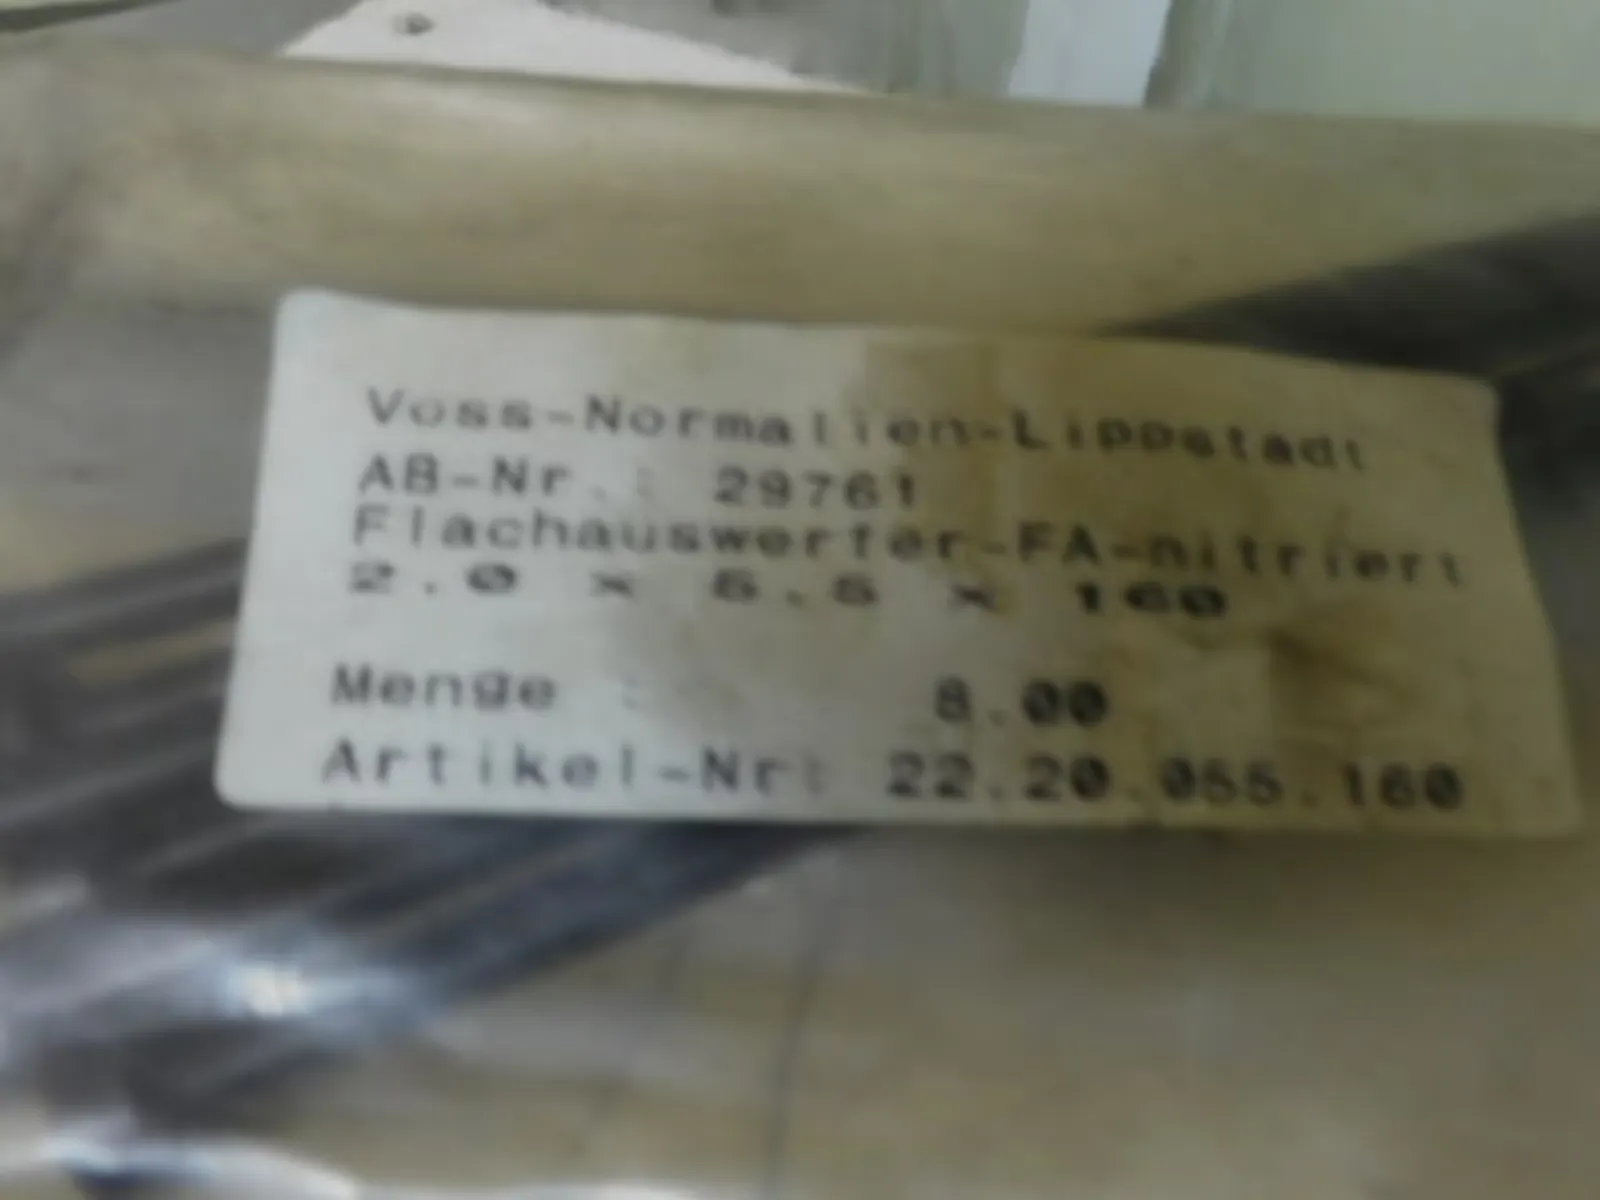 Voss-Normalien-Lippstadt
AB-Nr.: 29761
Flachauswerfer-FA-nitriert
2.0 x 5.5 x 160
Menge : 8.00
Artikel-Nr: 22.20.055.160